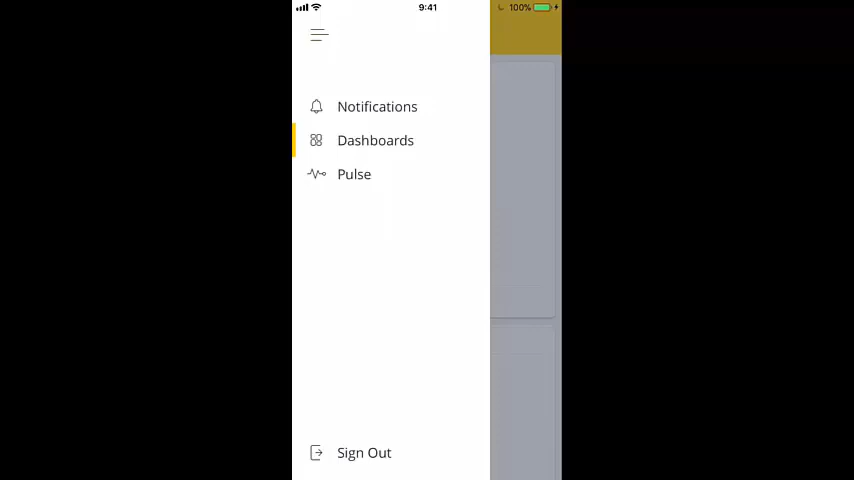 9:41
100%
Notifications
Dashboards
Pulse
Sign Out